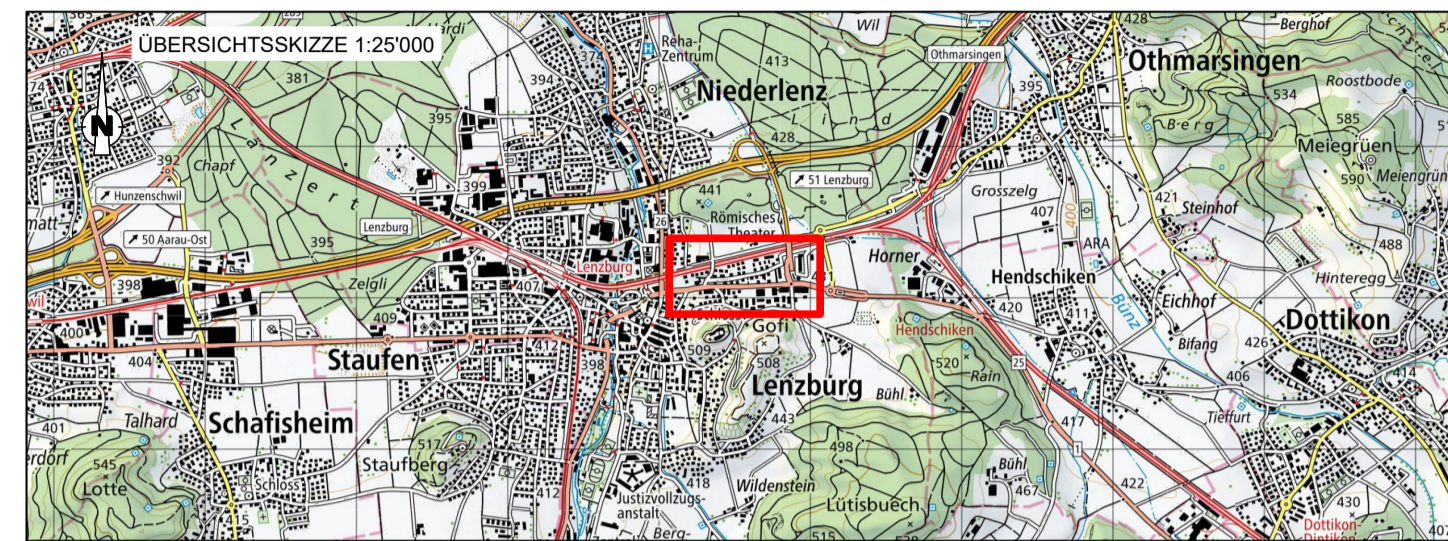 ÜBERSICHTSSKIZZE 1:25'000
N
381
Chapf
392
Lanzert
395
394
374
395
399
Reha-
Zentrum
413
Wil
Niederlenz
Lind
428
441
Römisches
Theater
51 Lenzburg
Othmarsingen
395
428
Othmarsingen
Berghof
Roostbode
534
585
Berg
Meiegrüen
590
Meiengrün
Grosszelg
407
400
421
Steinhof
488
Hinteregg
ARA
Hunzenschwil
50 Aarau-Ost
Lenzburg
26
395
Zelgli
398
407
409
400
404
Lenzburg
Horner
Hendschiken
Hendschiken
420
411
Bünz
Eichhof
Bifang
426
406
Dottikon
414
Tieffurt
Staufen
412
398
Gofi
509
508
Lenzburg
443
Bühl
520
Rain
25
417
1
422
Talhard
401
Schafisheim
545
Lotte
Schloss
517
Staufberg
412
Justizvollzugs-
anstalt
Berg-
418
Wildenstein
498
Lütisbuech
515
Bühl
467
430
Dottikon-
Dintikon